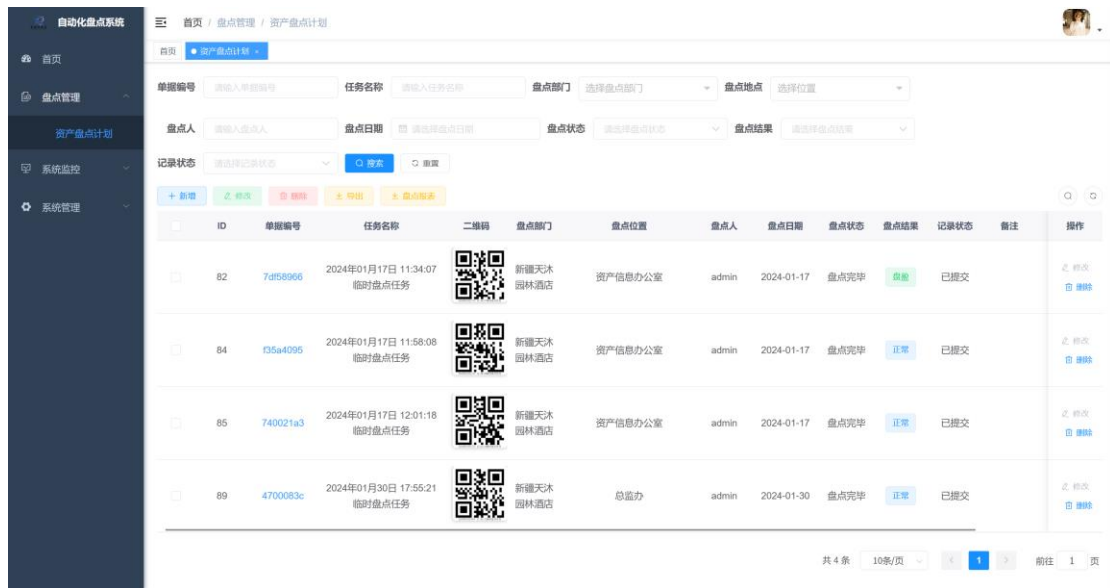 自动化盘点系统
首页 / 盘点管理 / 资产盘点计划
首页
盘点管理
资产盘点计划
系统监控
系统管理
首页 资产盘点计划 ×
单据编号 请输入单据编号 任务名称 请输入任务名称 盘点部门 选择盘点部门 盘点地点 选择位置
盘点人 请输入盘点人 盘点日期 请选择盘点日期 盘点状态 请选择盘点状态 盘点结果 请选择盘点结果
记录状态 请选择记录状态 搜索 重置
+ 新增 修改 删除 导出 盘点报表
ID 单据编号 任务名称 二维码 盘点部门 盘点位置 盘点人 盘点日期 盘点状态 盘点结果 记录状态 备注 操作
82 7df58966 2024年01月17日 11:34:07 临时盘点任务 新疆天沐园林酒店 资产信息办公室 admin 2024-01-17 盘点完毕 已提交 修改 删除
84 f35a4095 2024年01月17日 11:58:08 临时盘点任务 新疆天沐园林酒店 资产信息办公室 admin 2024-01-17 盘点完毕 正常 已提交 修改 删除
85 740021a3 2024年01月17日 12:01:18 临时盘点任务 新疆天沐园林酒店 资产信息办公室 admin 2024-01-17 盘点完毕 正常 已提交 修改 删除
89 4700083c 2024年01月30日 17:55:21 临时盘点任务 新疆天沐园林酒店 总监办 admin 2024-01-30 盘点完毕 正常 已提交 修改 删除
共 4 条 10条/页 1 前往 1 页